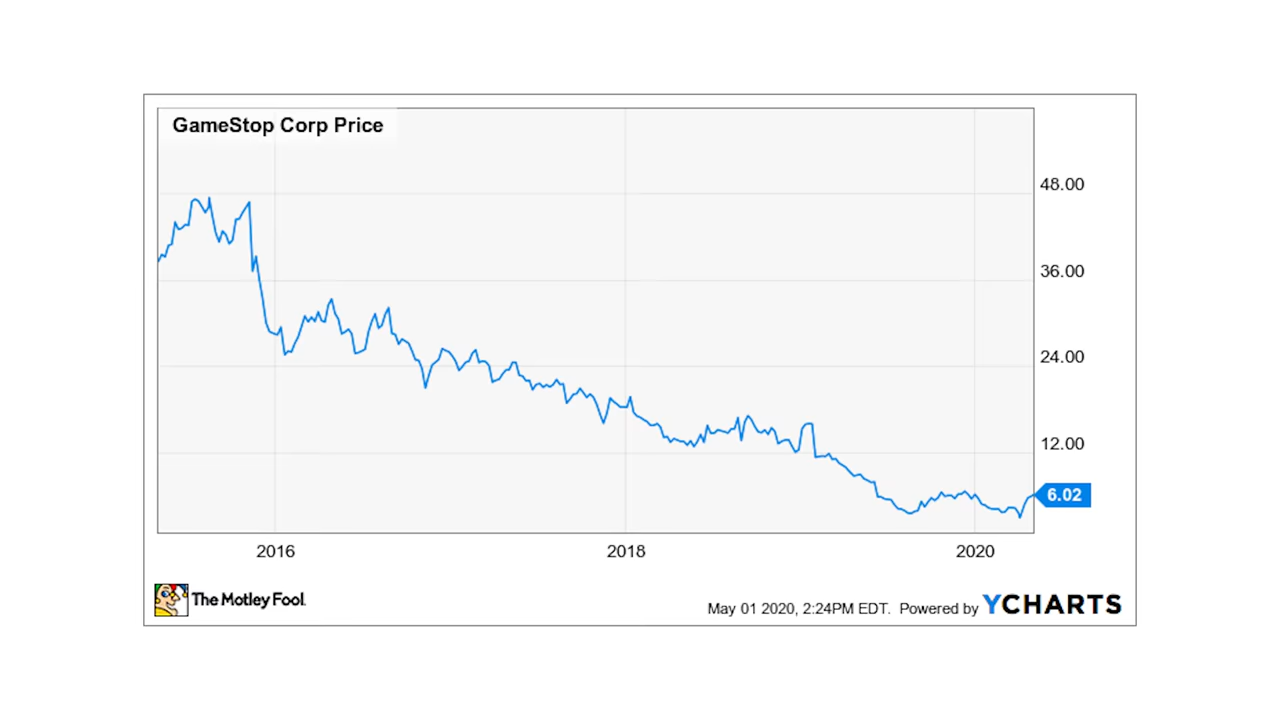 GameStop Corp Price
48.00
36.00
24.00
12.00
6.02
2016 2018 2020
The Motley Fool.
May 01 2020, 2:24PM EDT. Powered by YCHARTS